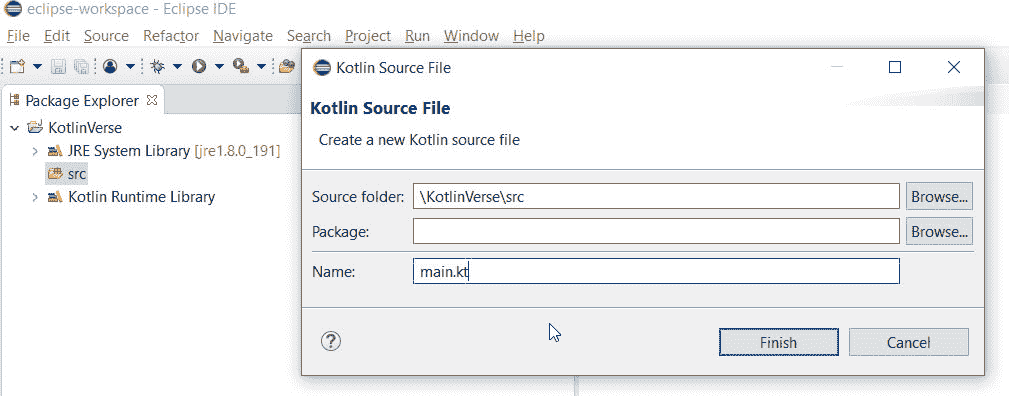 eclipse-workspace - Eclipse IDE
File Edit Source Refactor Navigate Search Project Run Window Help
Package Explorer
KotlinVerse
JRE System Library [jre1.8.0_191]
src
Kotlin Runtime Library
Kotlin Source File
Kotlin Source File
Create a new Kotlin source file
Source folder: \KotlinVerse\src Browse...
Package: Browse...
Name: main.kt
? Finish Cancel